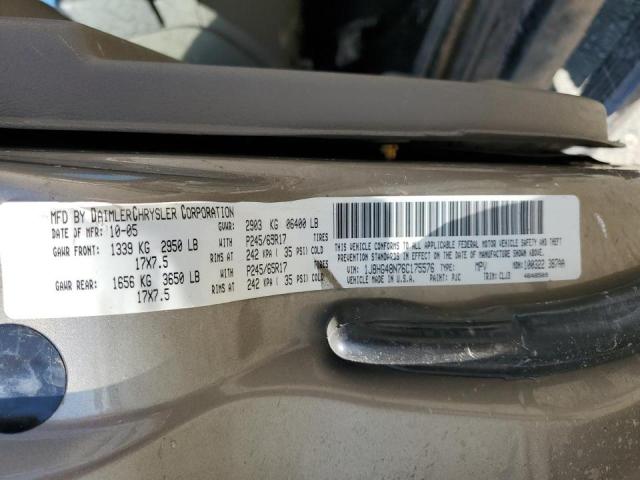 MFD BY DAIMLERCHRYSLER CORPORATION
DATE OF MFR: 10-05 GVWR: 2903 KG 06400 LB
GAWR FRONT: 1339 KG 2950 LB WITH P245/65R17 TIRES
17X7.5 RIMS AT 242 KPA ( 35 PSI) COLD
GAWR REAR: 1656 KG 3650 LB WITH P245/65R17 TIRES
17X7.5 RIMS AT 242 KPA ( 35 PSI) COLD
THIS VEHICLE CONFORMS TO ALL APPLICABLE FEDERAL MOTOR VEHICLE SAFETY AND THEFT
PREVENTION STANDARDS IN EFFECT ON THE DATE OF MANUFACTURE SHOWN ABOVE.
VIN: 1J8HG48N76C175576 TYPE: MPV MDH: 100322
VEHICLE MADE IN U.S.A. PAINT: PJC TRIM: